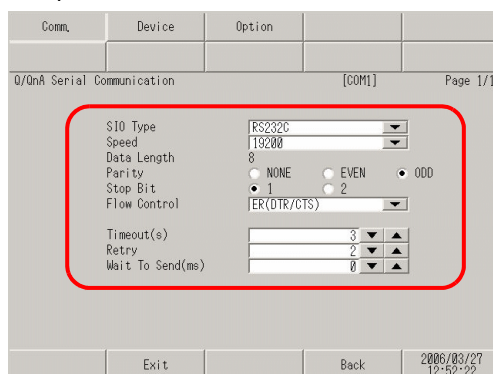 Comm. Device Option
Q/QnA Serial Communication [COM1] Page 1/1
SIO Type RS232C
Speed 19200
Data Length 8
Parity NONE EVEN ODD
Stop Bit 1 2
Flow Control ER(DTR/CTS)
Timeout(s) 3
Retry 2
Wait To Send(ms) 0
Exit Back 2006/03/27
12:52:22